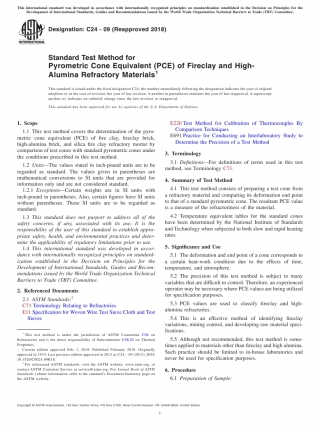 This international standard was developed in accordance with internationally recognized principles on standardization established in the Decision on Principles for the
Development of International Standards, Guides and Recommendations issued by the World Trade Organization Technical Barriers to Trade (TBT) Committee.
Designation: C24 − 09 (Reapproved 2018)
Standard Test Method for
Pyrometric Cone Equivalent (PCE) of Fireclay and High-
Alumina Refractory Materials1
This standard is issued under the fixed designation C24; the number immediately following the designation indicates the year of original
adoption or, in the case of revision, the year of last revision. A number in parentheses indicates the year of last reapproval. A superscript
epsilon (ε) indicates an editorial change since the last revision or reapproval.
This standard has been approved for use by agencies of the U.S. Department of Defense.
1. Scope
1.1 This test method covers the determination of the pyro-
metric cone equivalent (PCE) of fire clay, fireclay brick,
high-alumina brick, and silica fire clay refractory mortar by
comparison of test cones with standard pyrometric cones under
the conditions prescribed in this test method.
1.2 Units—The values stated in inch-pound units are to be
regarded as standard. The values given in parentheses are
mathematical conversions to SI units that are provided for
information only and are not considered standard.
1.2.1 Exceptions—Certain weights are in SI units with
inch-pound in parentheses. Also, certain figures have SI units
without parentheses. These SI units are to be regarded as
standard.
1.3 This standard does not purport to address all of the
safety concerns, if any, associated with its use. It is the
responsibility of the user of this standard to establish appro-
priate safety, health, and environmental practices and deter-
mine the applicability of regulatory limitations prior to use.
1.4 This international standard was developed in accor-
dance with internationally recognized principles on standard-
ization established in the Decision on Principles for the
Development of International Standards, Guides and Recom-
mendations issued by the World Trade Organization Technical
Barriers to Trade (TBT) Committee.
2. Referenced Documents
2.1 ASTM Standards:2
C71 Terminology Relating to Refractories
E11 Specification for Woven Wire Test Sieve Cloth and Test
Sieves
1 This test method is under the jurisdiction of ASTM Committee C08 on
Refractories and is the direct responsibility of Subcommittee C08.02 on Thermal
Properties.
Current edition approved Feb. 1, 2018. Published February 2018. Originally
approved in 1919. Last previous edition approved in 2013 as C24 – 09 (2013). DOI:
10.1520/C0024-09R18.
2 For referenced ASTM standards, visit the ASTM website, www.astm.org, or
contact ASTM Customer Service at service@astm.org. For Annual Book of ASTM
Standards volume information, refer to the standard's Document Summary page on
the ASTM website.
E220 Test Method for Calibration of Thermocouples By
Comparison Techniques
E691 Practice for Conducting an Interlaboratory Study to
Determine the Precision of a Test Method
3. Terminology
3.1 Definitions—For definitions of terms used in this test
method, see Terminology C71.
4. Summary of Test Method
4.1 This test method consists of preparing a test cone from
a refractory material and comparing its deformation end point
to that of a standard pyrometric cone. The resultant PCE value
is a measure of the refractoriness of the material.
4.2 Temperature equivalent tables for the standard cones
have been determined by the National Institute of Standards
and Technology when subjected to both slow and rapid heating
rates.
5. Significance and Use
5.1 The deformation and end point of a cone corresponds to
a certain heat-work condition due to the effects of time,
temperature, and atmosphere.
5.2 The precision of this test method is subject to many
variables that are difficult to control. Therefore, an experienced
operator may be necessary where PCE values are being utilized
for specification purposes.
5.3 PCE values are used to classify fireclay and high-
alumina refractories.
5.4 This is an effective method of identifying fireclay
variations, mining control, and developing raw material speci-
fications.
5.5 Although not recommended, this test method is some-
times applied to materials other than fireclay and high alumina.
Such practice should be limited to in-house laboratories and
never be used for specification purposes.
6. Procedure
6.1 Preparation of Sample:
Copyright © ASTM International, 100 Barr Harbor Drive, PO Box C700, West Conshohocken, PA 19428-2959. United States
1